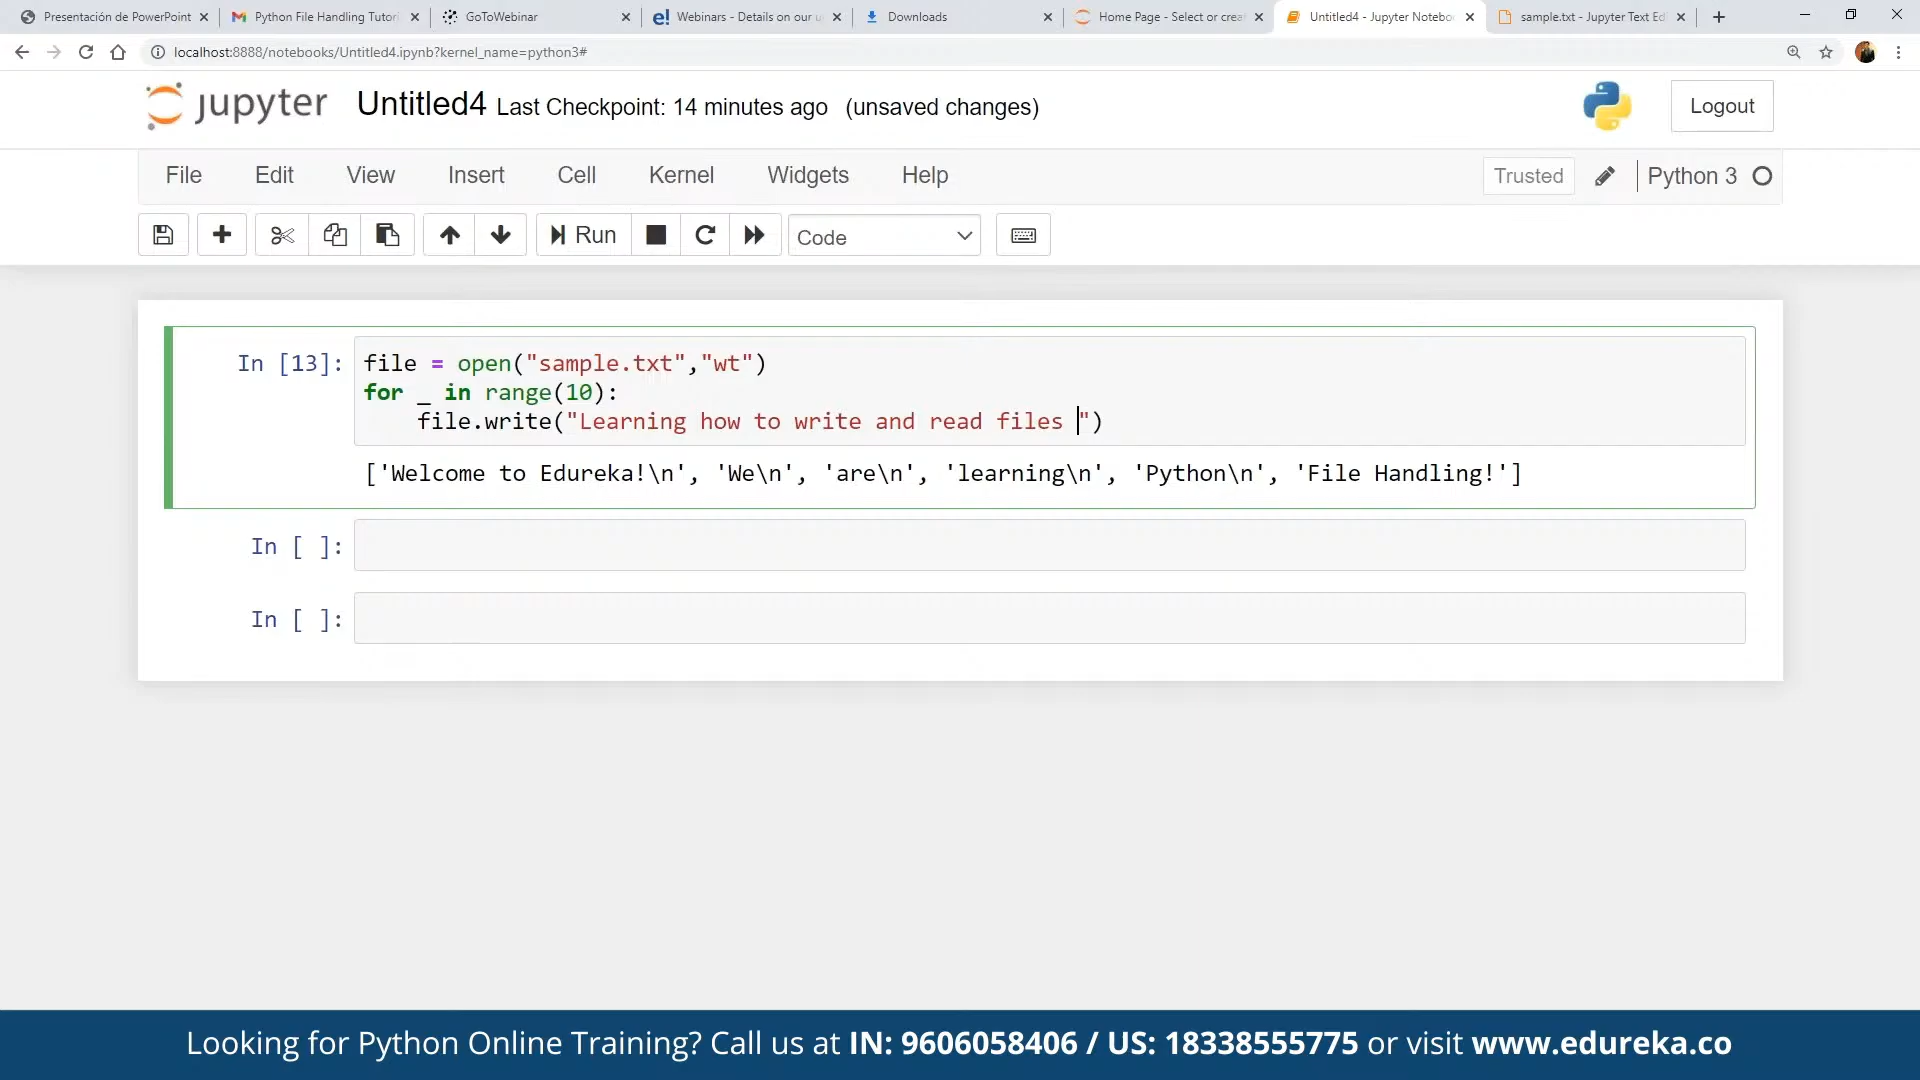 Presentación de PowerPoint
Python File Handling Tutori
GoToWebinar
e! Webinars - Details on our u
Downloads
Home Page - Select or crea
Untitled4 - Jupyter Notebo
sample.txt - Jupyter Text Ed
localhost:8888/notebooks/Untitled4.ipynb?kernel_name=python3#
jupyter Untitled4 Last Checkpoint: 14 minutes ago (unsaved changes)
Logout
File Edit View Insert Cell Kernel Widgets Help
Trusted
Python 3
Run
Code
In [13]: file = open("sample.txt","wt")
for _ in range(10):
file.write("Learning how to write and read files ")
['Welcome to Edureka!\n', 'We\n', 'are\n', 'learning\n', 'Python\n', 'File Handling!']
In [ ]:
In [ ]:
Looking for Python Online Training? Call us at IN: 9606058406 / US: 18338555775 or visit www.edureka.co